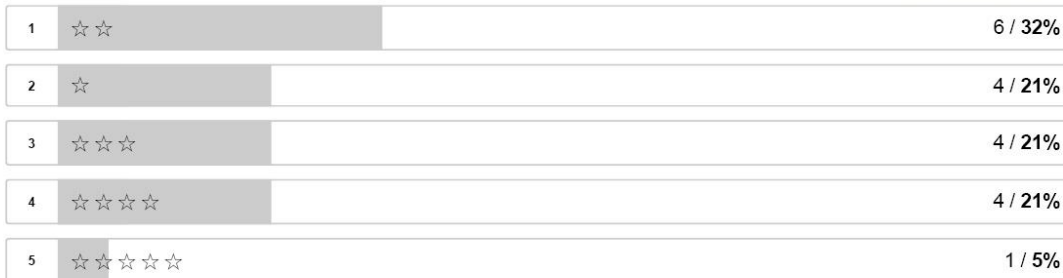 1 ☆☆ 6 / 32%
2 ☆ 4 / 21%
3 ☆☆☆ 4 / 21%
4 ☆☆☆☆ 4 / 21%
5 ☆☆☆☆☆ 1 / 5%